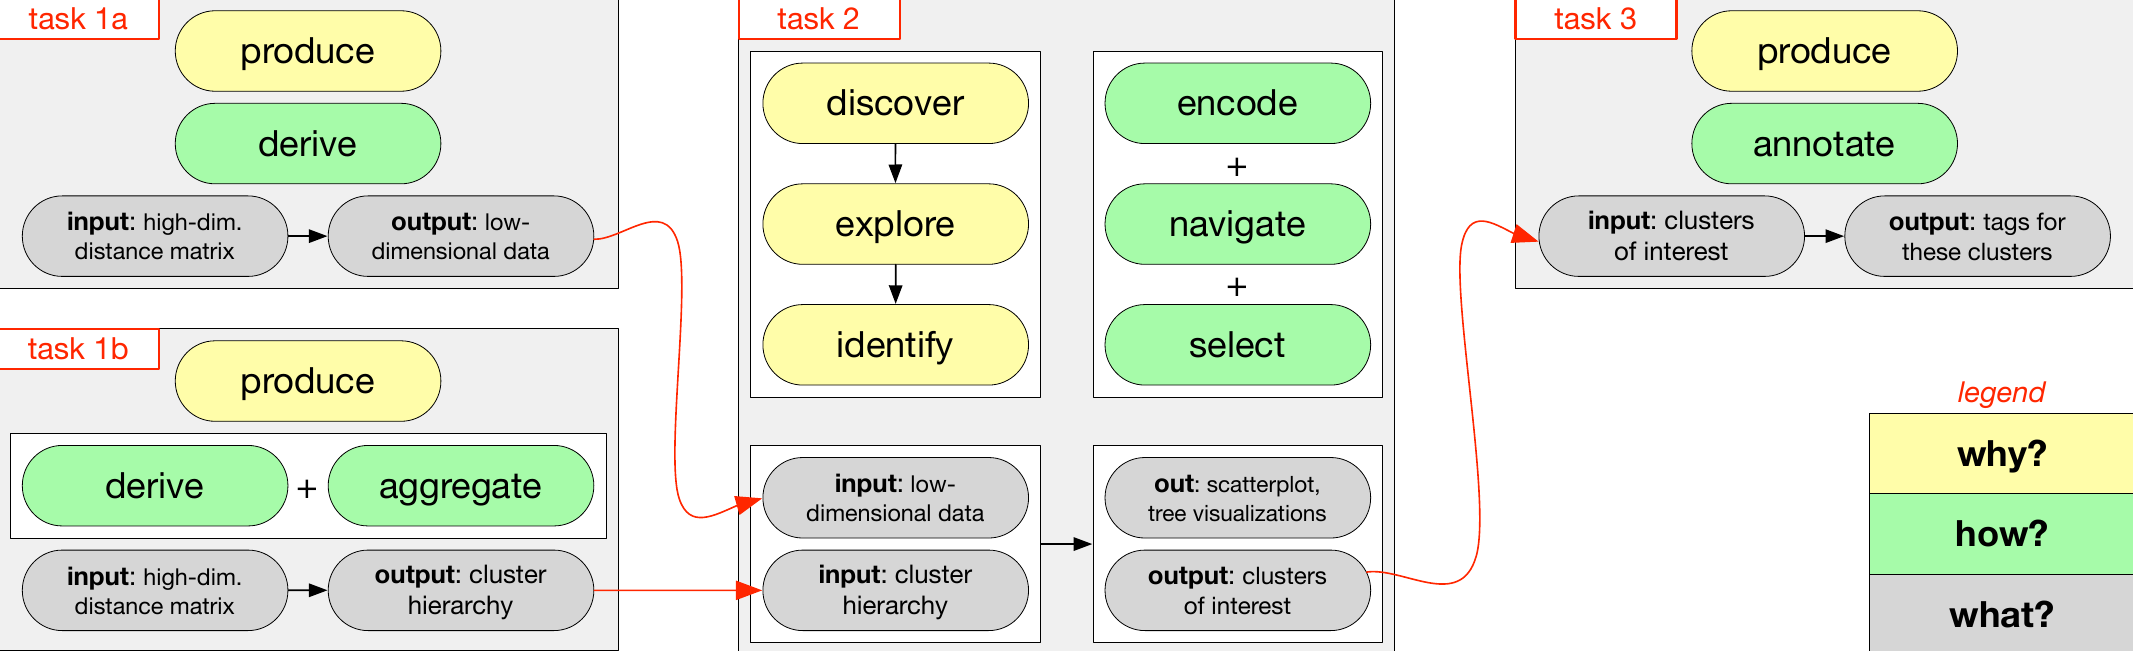 task 1a
produce
derive
input: high-dim.
distance matrix
output: low-
dimensional data
task 1b
produce
derive
+
aggregate
input: high-dim.
distance matrix
output: cluster
hierarchy
task 2
discover
explore
identify
encode
+
navigate
+
select
input: low-
dimensional data
input: cluster
hierarchy
out: scatterplot,
tree visualizations
output: clusters
of interest
task 3
produce
annotate
input: clusters
of interest
output: tags for
these clusters
legend
why?
how?
what?